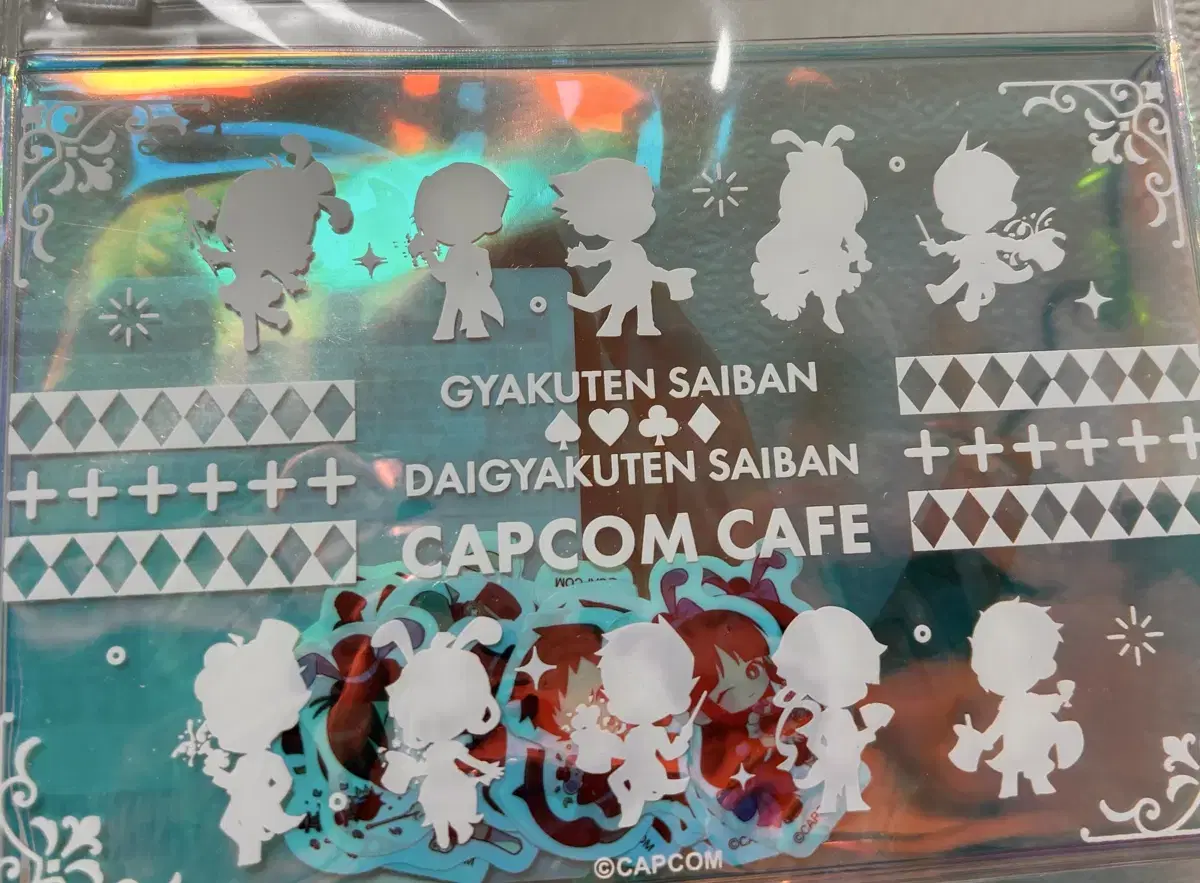 GYAKUTEN SAIBAN
♠♥♣♦
DAIGYAKUTEN SAIBAN
CAPCOM CAFE
©CAPCOM